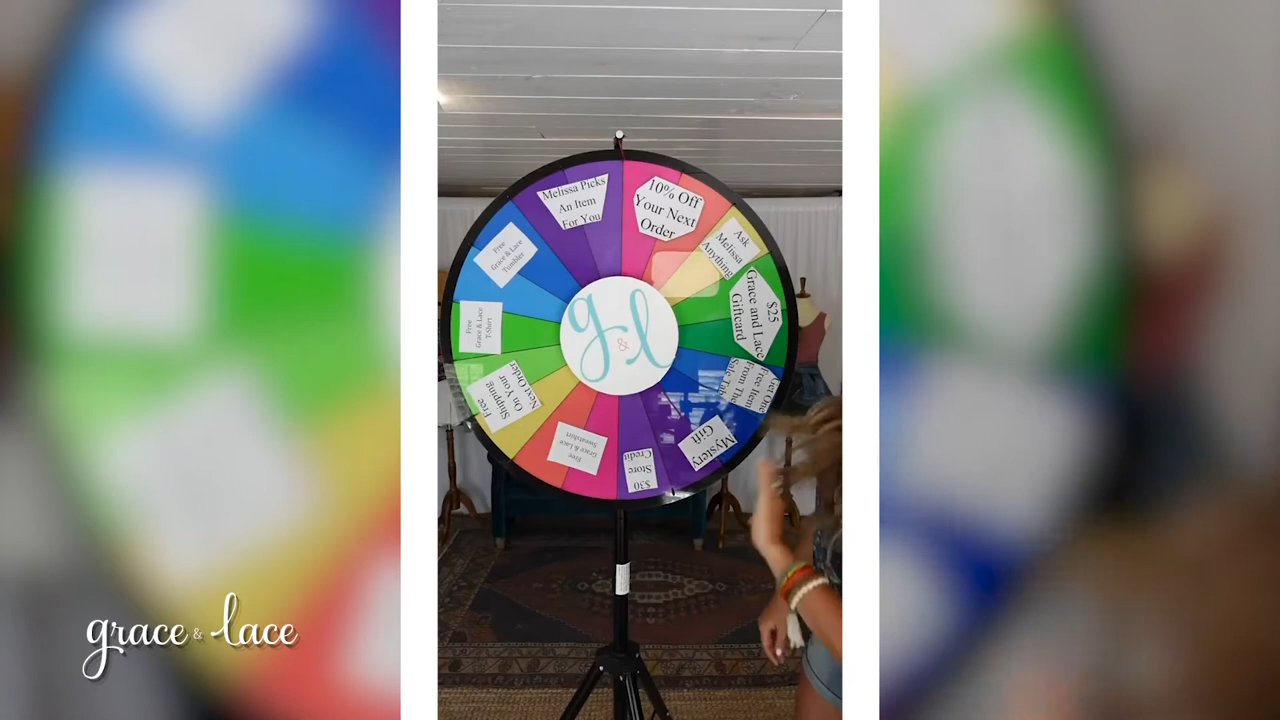 Melissa Picks
An Item
For You
10% Off
Your Next
Order
Ask
Melissa
Anything
$25
Grace and Lace
Giftcard
Get One
Free Item
From The
Sale Tab
Mystery
Gift
$30
Store
Credit
Free
Grace & Lace
Sweatshirt
Free
Shipping
On Your
Next Order
Free
Grace & Lace
T-Shirt
Free
Grace & Lace
Tumbler
g & l
grace & lace